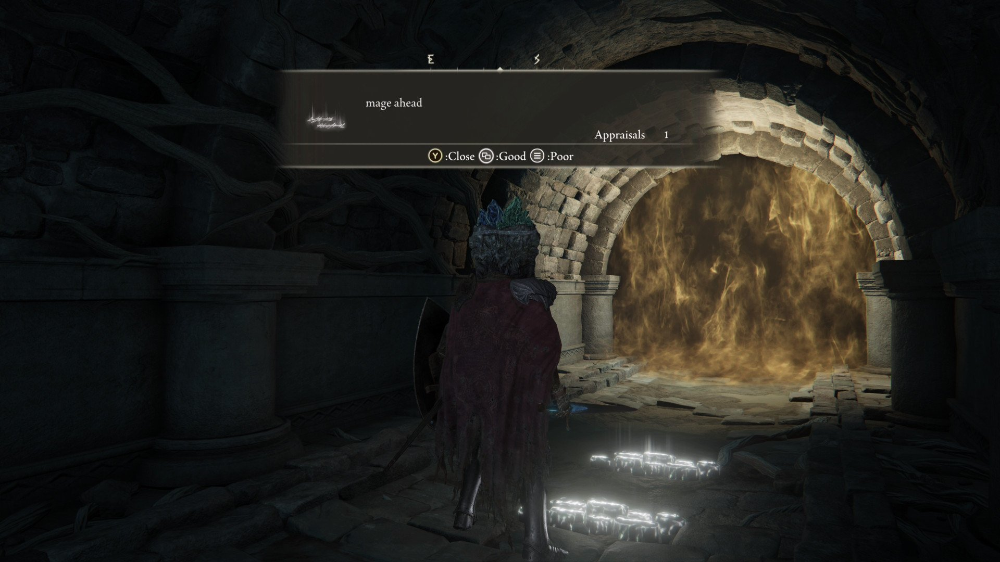 E S
mage ahead
Appraisals 1
Y :Close :Good :Poor